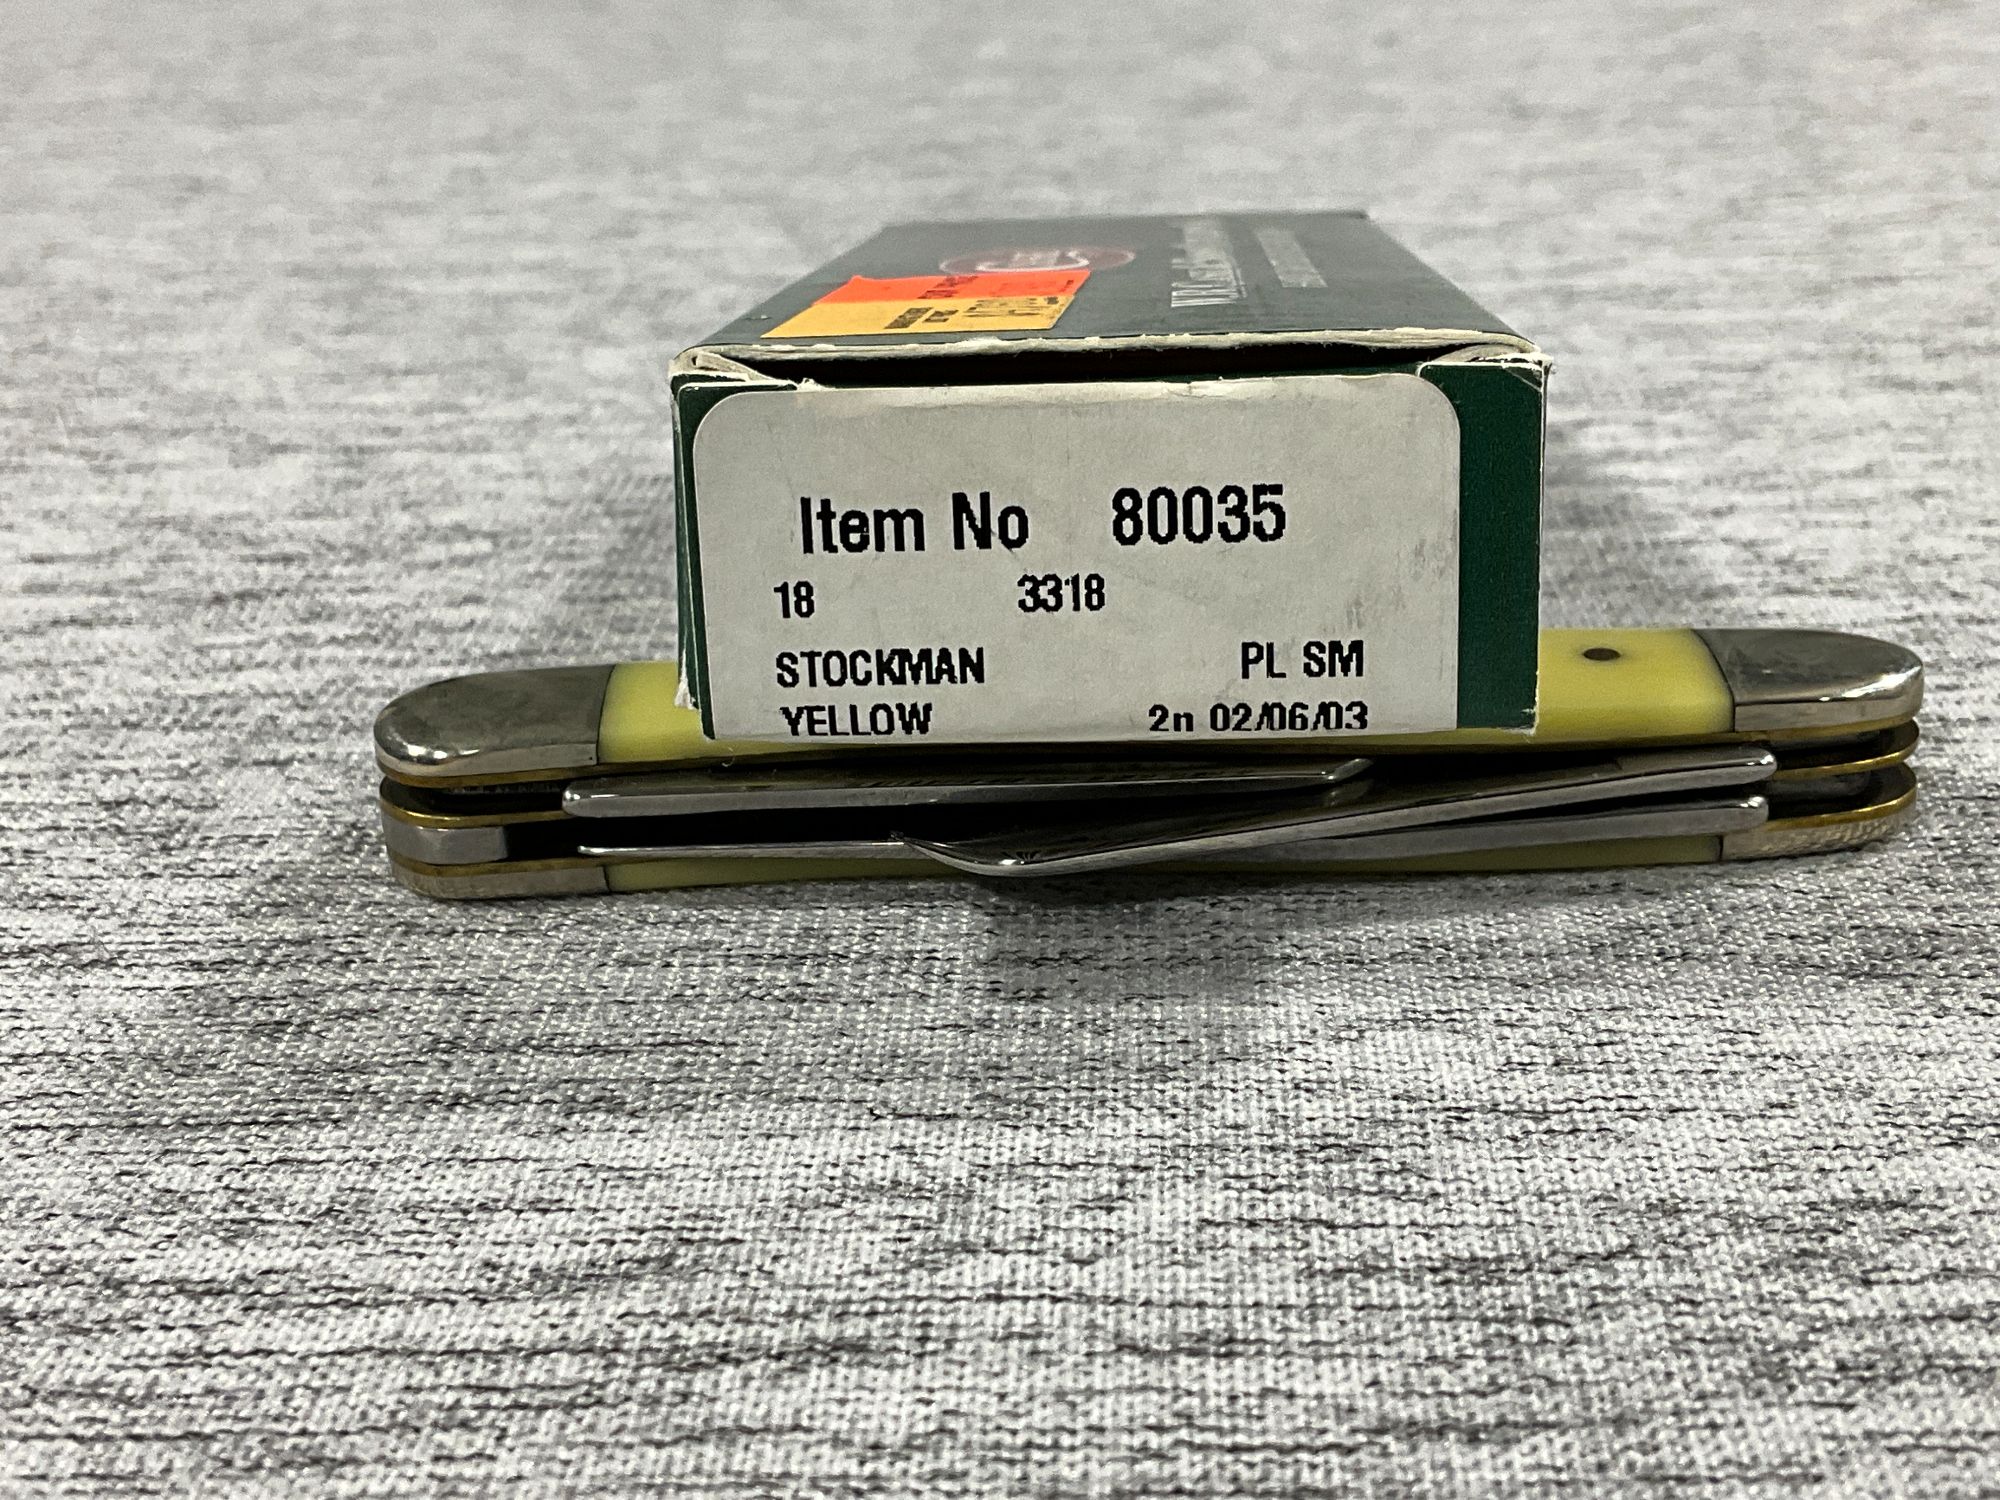 Item No 80035
18 3318
STOCKMAN PL SM
YELLOW 2n 02/06/03